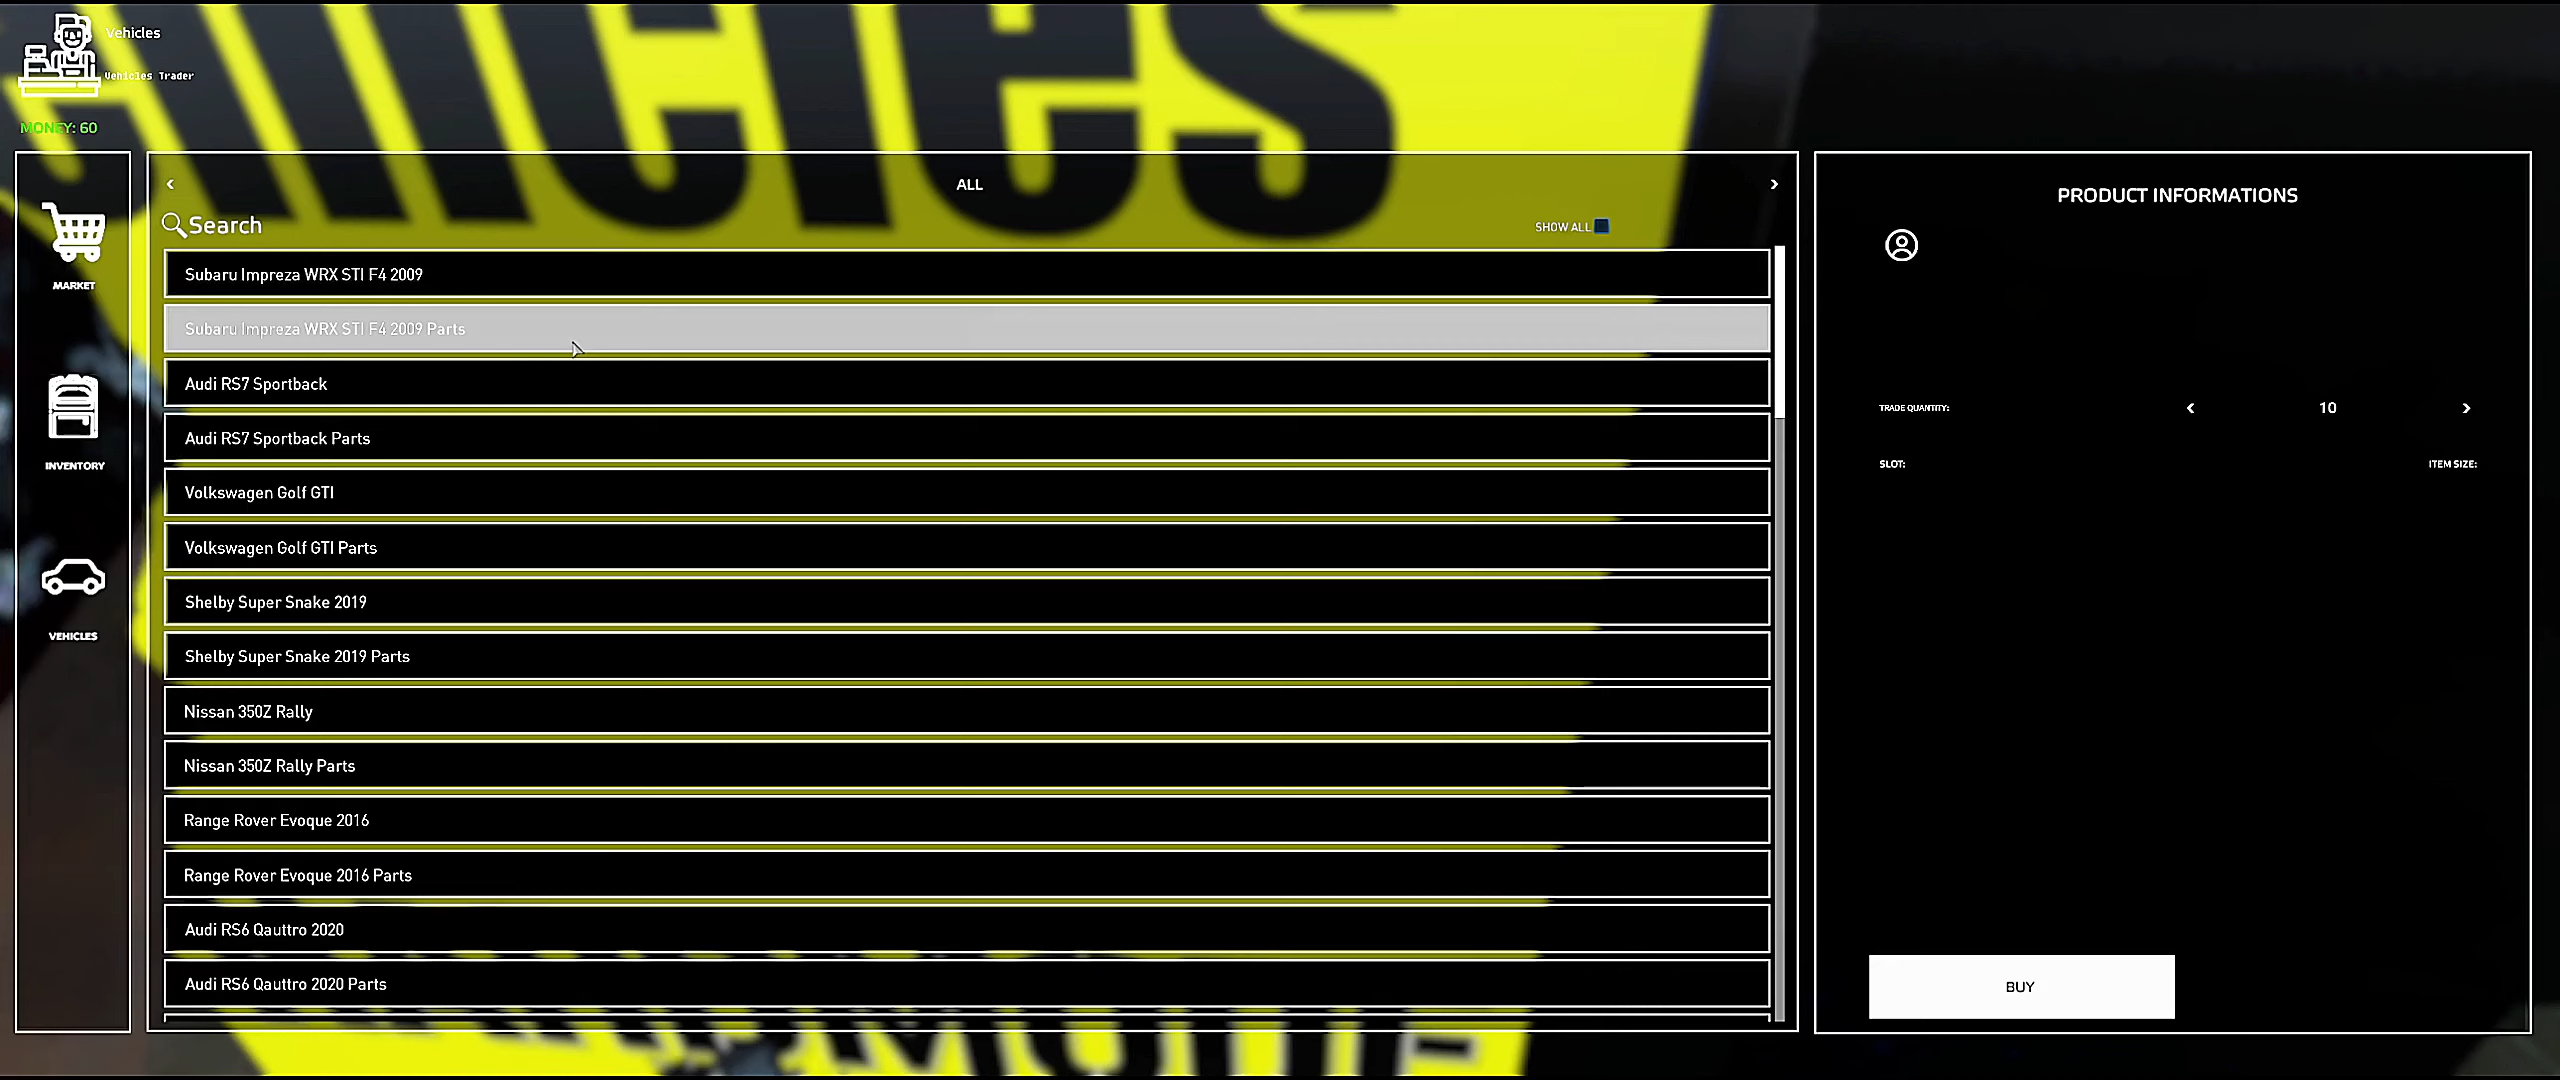 Vehicles
Vehicles Trader
MONEY: 60
MARKET
INVENTORY
VEHICLES
ALL
Search
SHOW ALL
Subaru Impreza WRX STI F4 2009
Subaru Impreza WRX STI F4 2009 Parts
Audi RS7 Sportback
Audi RS7 Sportback Parts
Volkswagen Golf GTI
Volkswagen Golf GTI Parts
Shelby Super Snake 2019
Shelby Super Snake 2019 Parts
Nissan 350Z Rally
Nissan 350Z Rally Parts
Range Rover Evoque 2016
Range Rover Evoque 2016 Parts
Audi RS6 Qauttro 2020
Audi RS6 Qauttro 2020 Parts
PRODUCT INFORMATIONS
TRADE QUANTITY:
10
SLOT:
ITEM SIZE:
BUY